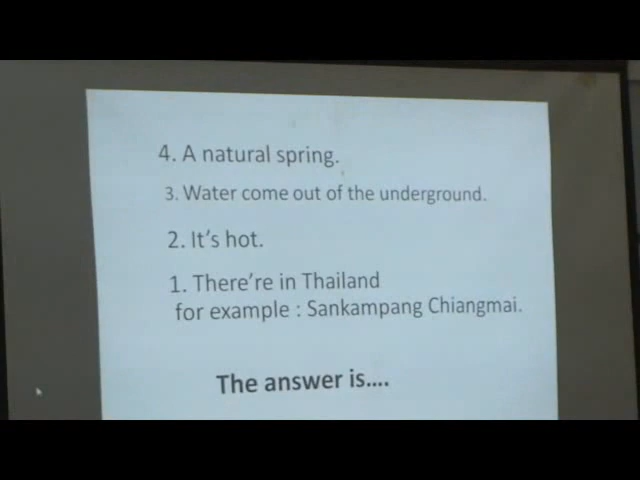 4. A natural spring.
3. Water come out of the underground.
2. It's hot.
1. There're in Thailand
for example : Sankampang Chiangmai.
The answer is....